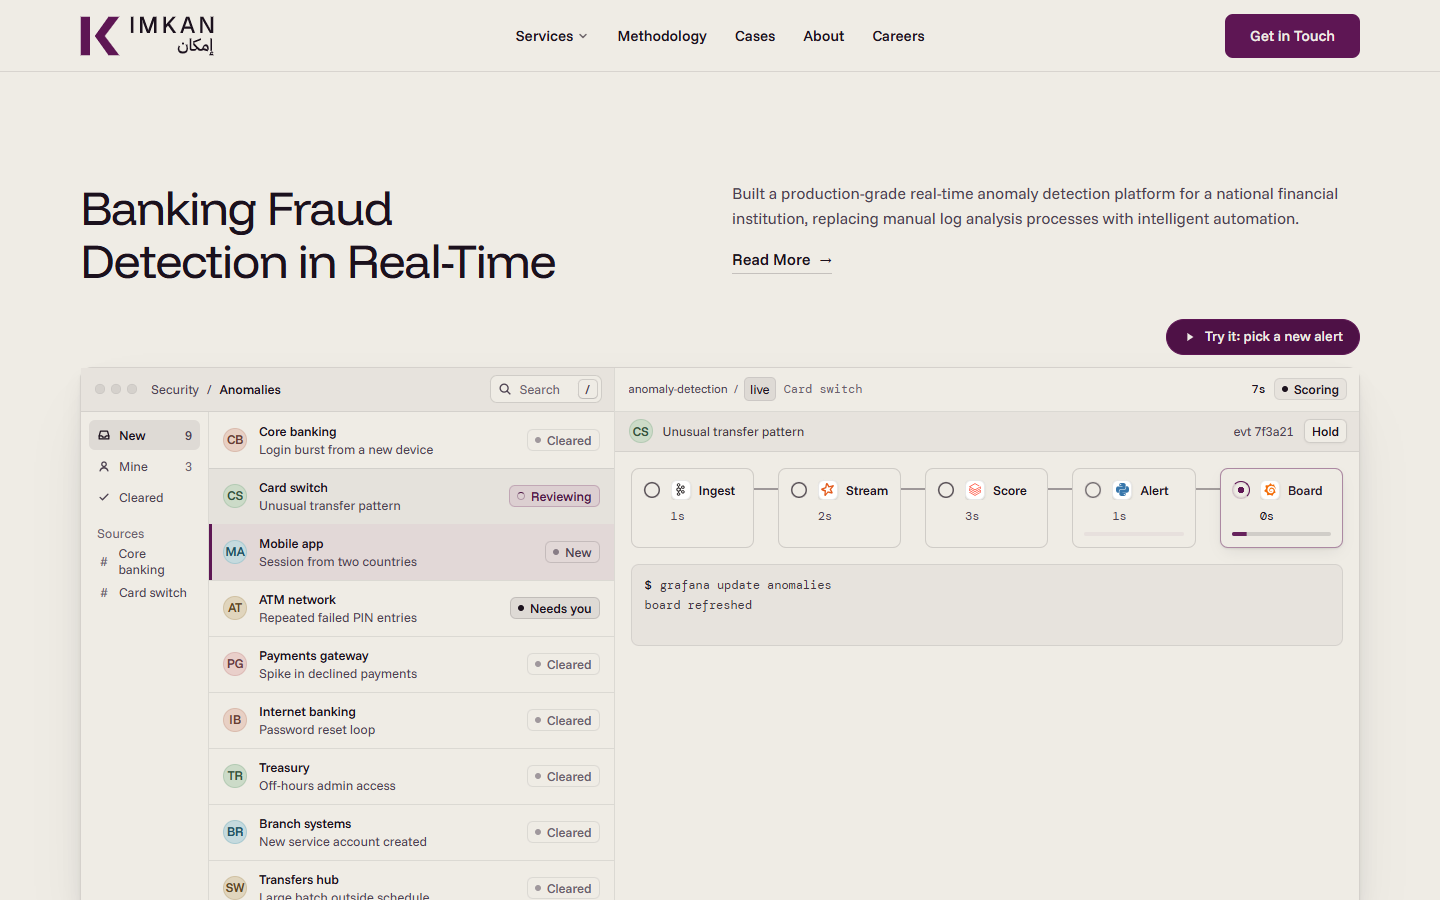 IMKAN
إمكان
Services
Methodology
Cases
About
Careers
Get in Touch
Banking Fraud
Detection in Real-Time
Built a production-grade real-time anomaly detection platform for a national financial
institution, replacing manual log analysis processes with intelligent automation.
Read More →
Try it: pick a new alert
Security / Anomalies
Search /
anomaly-detection / live Card switch
7s Scoring
New 9
Mine 3
Cleared
Sources
# Core
banking
# Card switch
CB Core banking
Login burst from a new device
Cleared
CS Card switch
Unusual transfer pattern
Reviewing
MA Mobile app
Session from two countries
New
AT ATM network
Repeated failed PIN entries
Needs you
PG Payments gateway
Spike in declined payments
Cleared
IB Internet banking
Password reset loop
Cleared
TR Treasury
Off-hours admin access
Cleared
BR Branch systems
New service account created
Cleared
SW Transfers hub
Large batch outside schedule
Cleared
CS Unusual transfer pattern
evt 7f3a21 Hold
Ingest
1s
Stream
2s
Score
3s
Alert
1s
Board
0s
$ grafana update anomalies
board refreshed